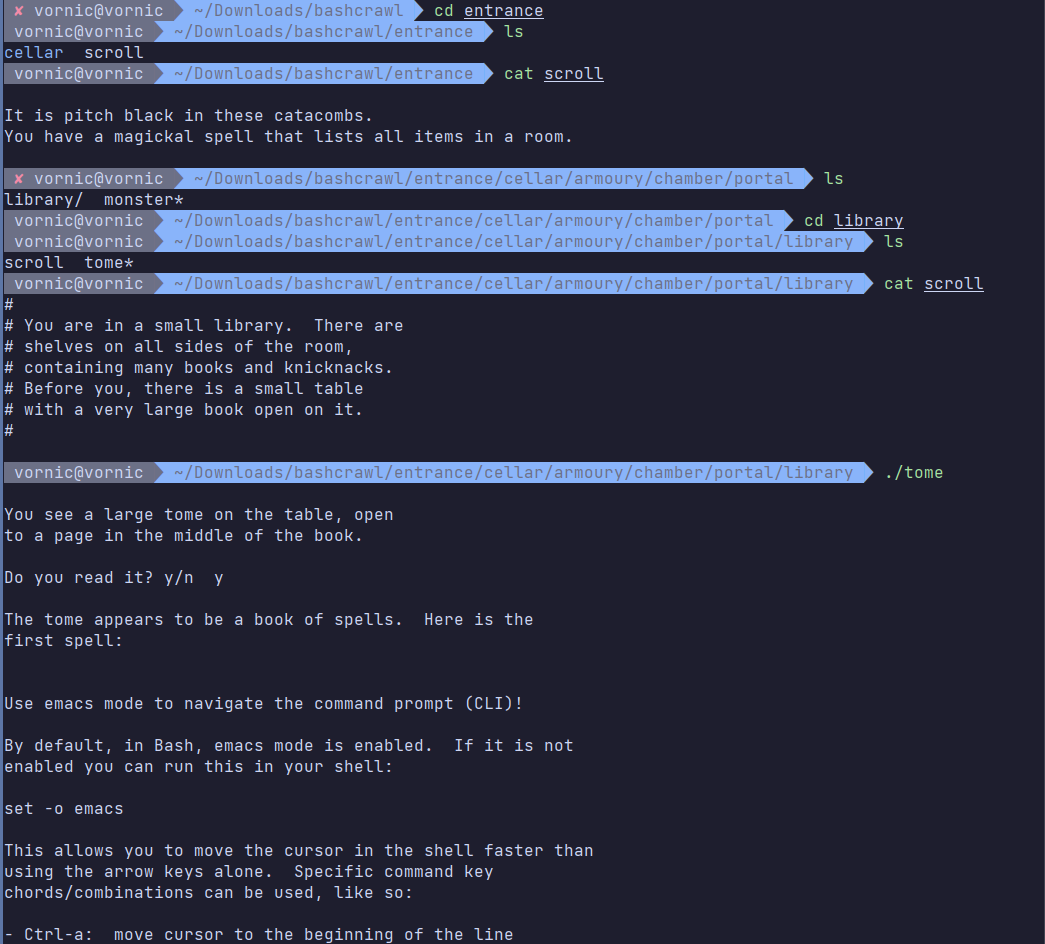 ✘ vornic@vornic ~/Downloads/bashcrawl cd entrance
vornic@vornic ~/Downloads/bashcrawl/entrance ls
cellar scroll
vornic@vornic ~/Downloads/bashcrawl/entrance cat scroll
It is pitch black in these catacombs.
You have a magickal spell that lists all items in a room.
✘ vornic@vornic ~/Downloads/bashcrawl/entrance/cellar/armoury/chamber/portal ls
library/ monster*
vornic@vornic ~/Downloads/bashcrawl/entrance/cellar/armoury/chamber/portal cd library
vornic@vornic ~/Downloads/bashcrawl/entrance/cellar/armoury/chamber/portal/library ls
scroll tome*
vornic@vornic ~/Downloads/bashcrawl/entrance/cellar/armoury/chamber/portal/library cat scroll
#
# You are in a small library. There are
# shelves on all sides of the room,
# containing many books and knicknacks.
# Before you, there is a small table
# with a very large book open on it.
#
vornic@vornic ~/Downloads/bashcrawl/entrance/cellar/armoury/chamber/portal/library ./tome
You see a large tome on the table, open
to a page in the middle of the book.
Do you read it? y/n y
The tome appears to be a book of spells. Here is the
first spell:
Use emacs mode to navigate the command prompt (CLI)!
By default, in Bash, emacs mode is enabled. If it is not
enabled you can run this in your shell:
set -o emacs
This allows you to move the cursor in the shell faster than
using the arrow keys alone. Specific command key
chords/combinations can be used, like so:
- Ctrl-a: move cursor to the beginning of the line